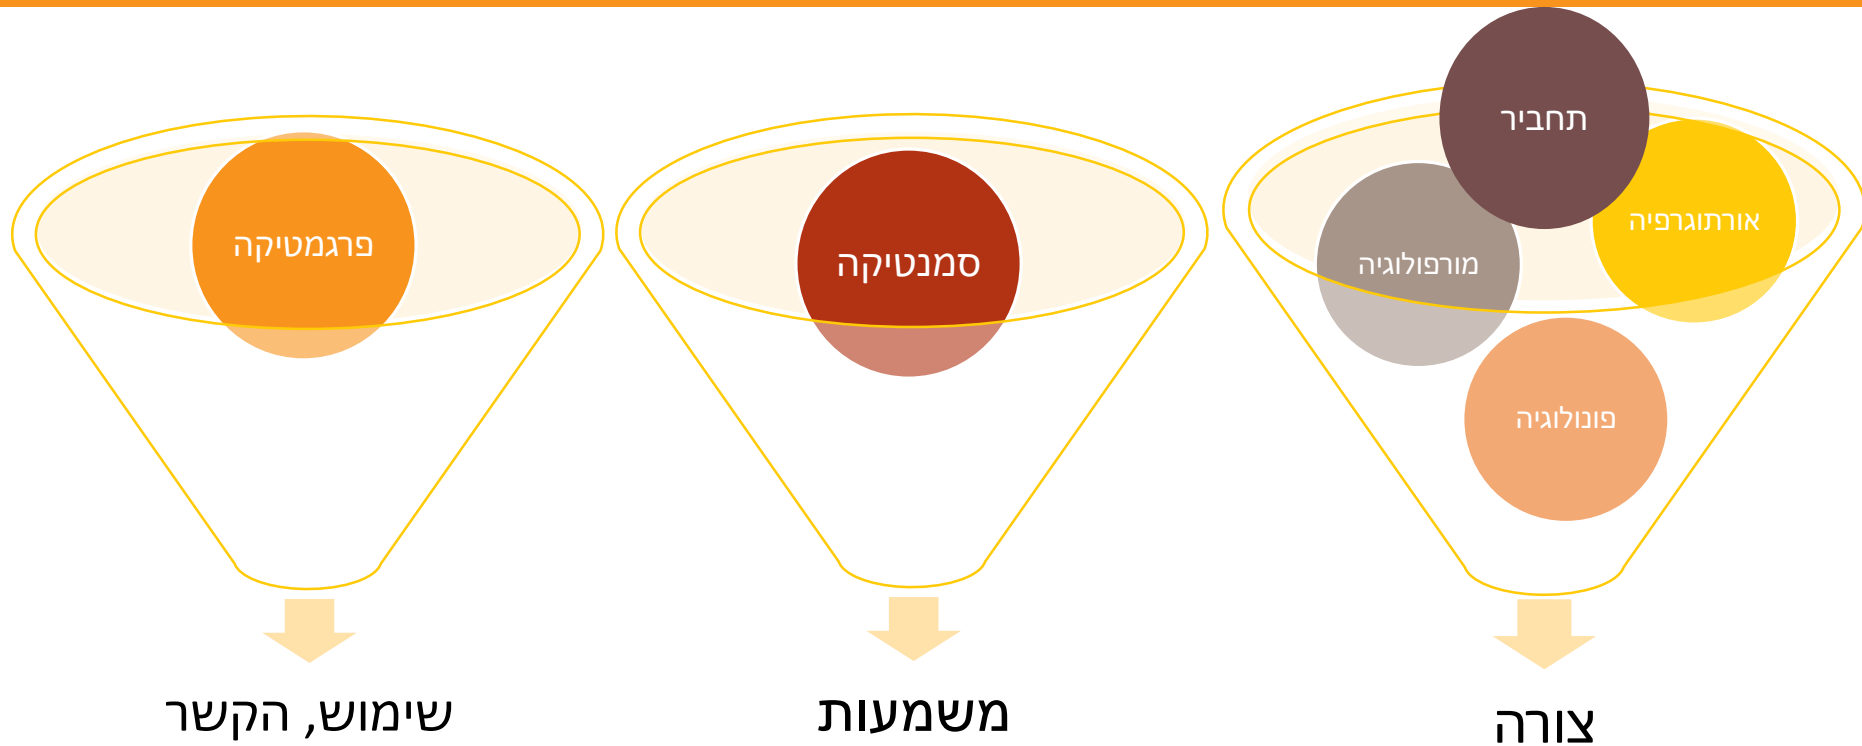 תחביר
אורתוגרפיה
מורפולוגיה
פונולוגיה
צורה
סמנטיקה
משמעות
פרגמטיקה
שימוש, הקשר